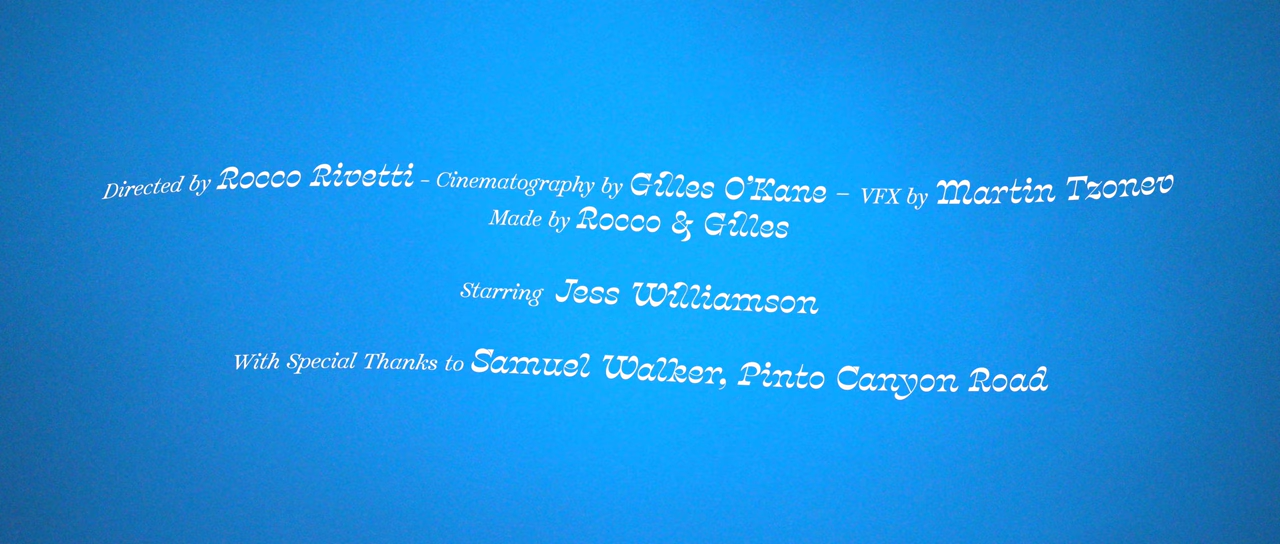 Directed by Rocco Rivetti – Cinematography by Gilles O'Kane – VFX by Martin Tzonev
Made by Rocco & Gilles
Starring Jess Williamson
With Special Thanks to Samuel Walker, Pinto Canyon Road